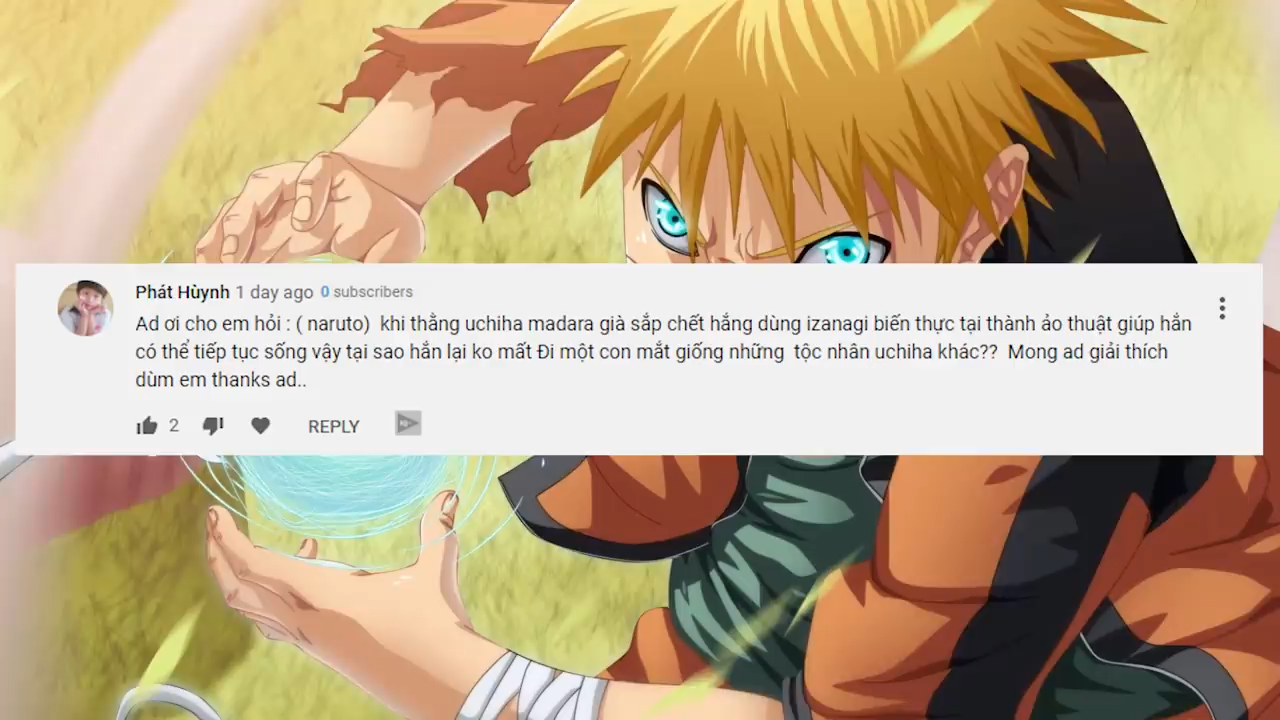 Phát Hùynh 1 day ago 0 subscribers
Ad ơi cho em hỏi : ( naruto)  khi thằng uchiha madara già sắp chết hắng dùng izanagi biến thực tại thành ảo thuật giúp hắn
có thể tiếp tục sống vậy tại sao hắn lại ko mất Đi một con mắt giống những  tộc nhân uchiha khác??  Mong ad giải thích
dùm em thanks ad..
2 REPLY